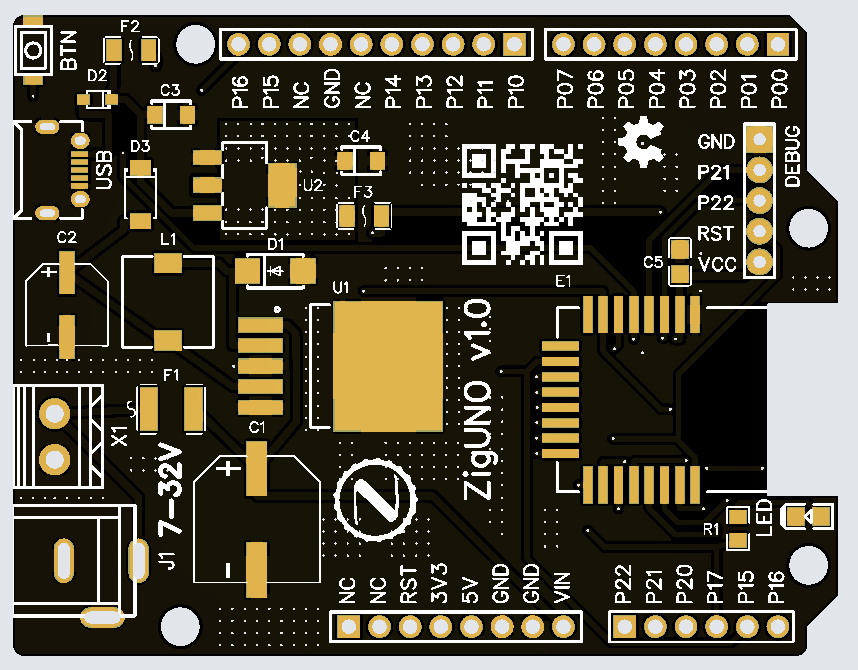 BTN
F2
P16 P15 NC GND NC P14 P13 P12 P11 P10
P07 P06 P05 P04 P03 P02 P01 P00
D2
C3
USB
D3
U2
C4
F3
GND
P21
P22
RST
VCC
DEBUG
C5
C2
+
-
L1
D1
U1
E1
F1
X1
ZigUNO v1.0
C1
+
-
7-32V
J1
R1
LED
NC NC RST 3V3 5V GND GND VIN
P22 P21 P20 P17 P15 P16